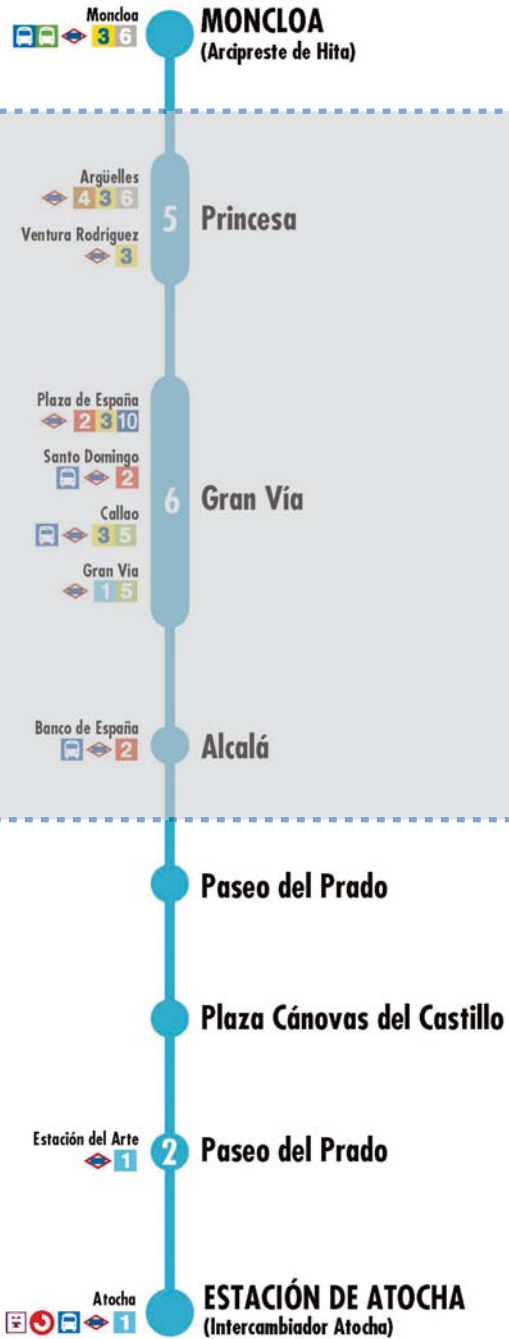 Moncloa
3 6
MONCLOA
(Arcipreste de Hita)
Argüelles
4 3 6
Ventura Rodríguez
3
5
Princesa
Plaza de España
2 3 10
Santo Domingo
2
Callao
3 5
Gran Via
1 5
6
Gran Vía
Banco de España
2
Alcalá
Paseo del Prado
Plaza Cánovas del Castillo
Estación del Arte
1
2
Paseo del Prado
Atocha
1
ESTACIÓN DE ATOCHA
(Intercambiador Atocha)